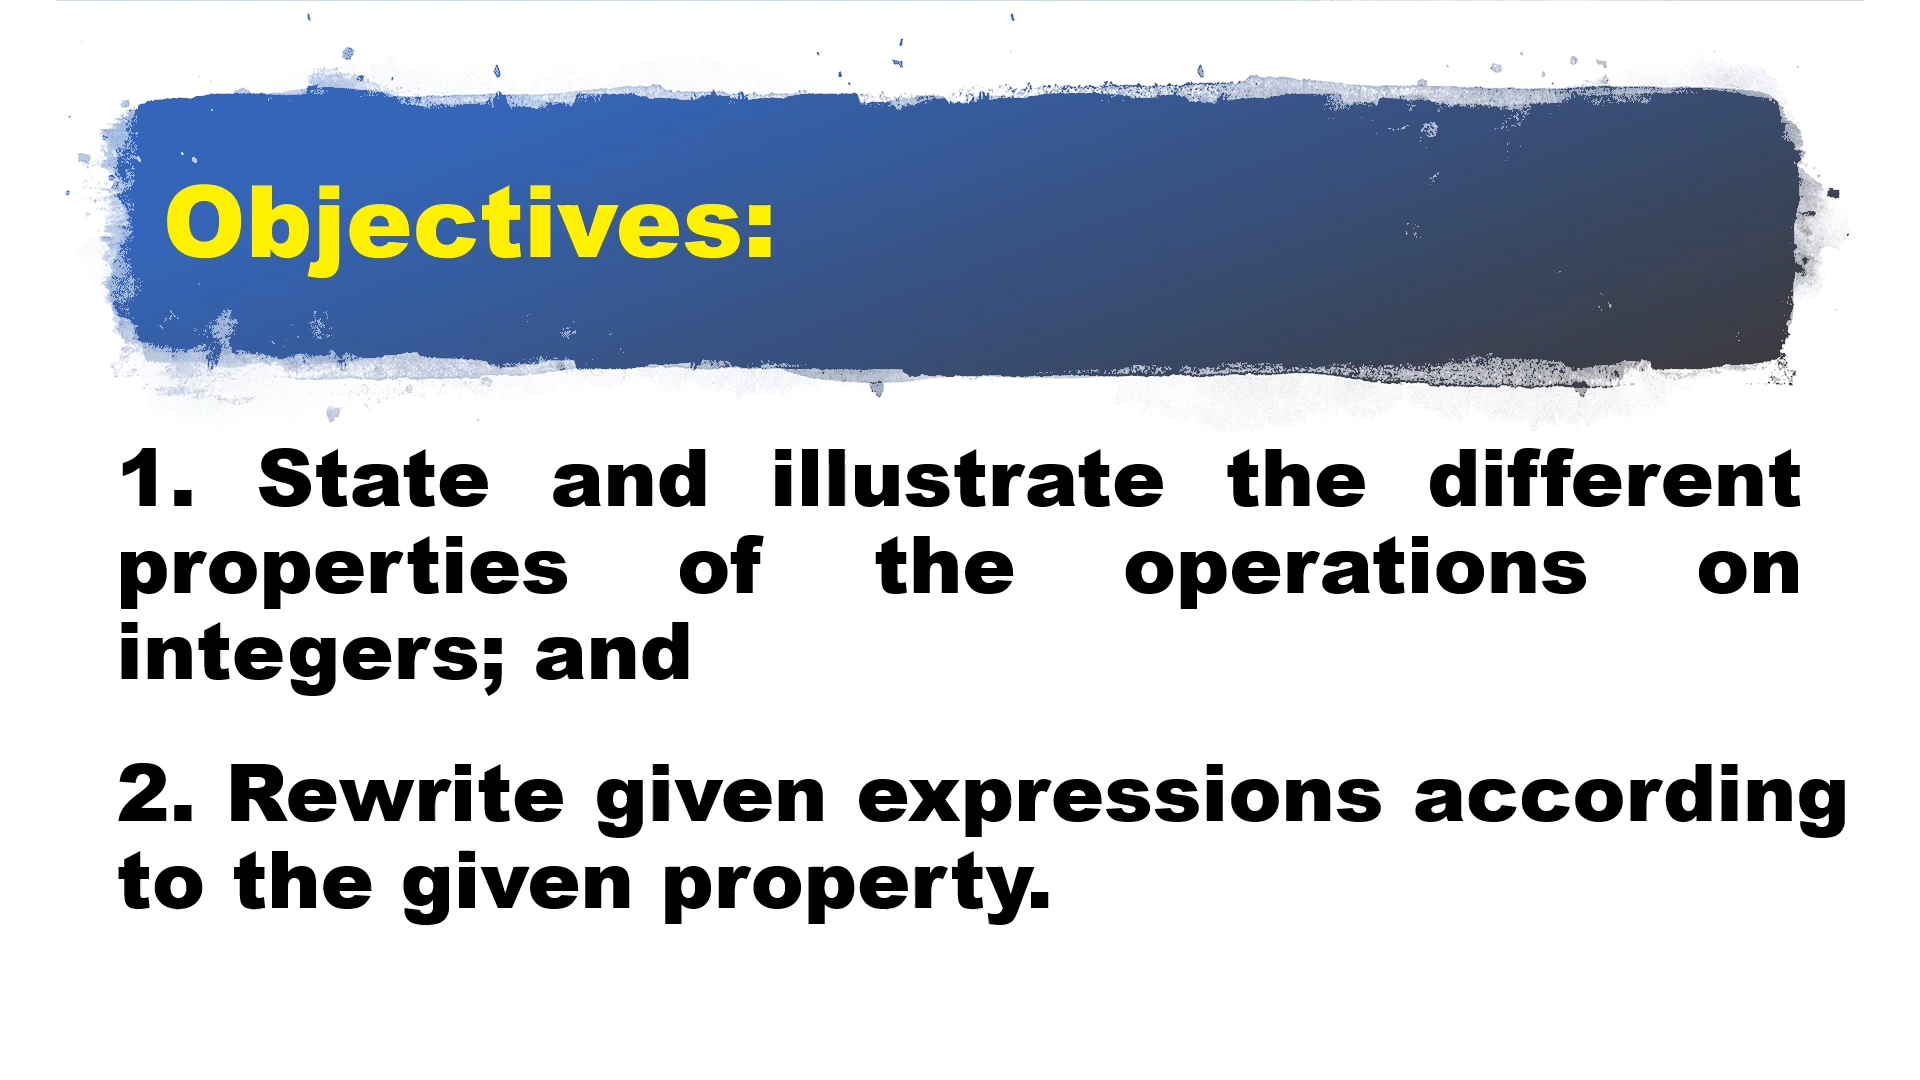 Objectives:
1. State and illustrate the different
properties of the operations on
integers; and
2. Rewrite given expressions according
to the given property.